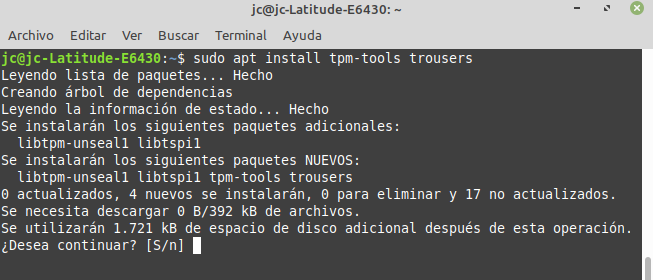 jc@jc-Latitude-E6430: ~
Archivo Editar Ver Buscar Terminal Ayuda
jc@jc-Latitude-E6430:~$ sudo apt install tpm-tools trousers
Leyendo lista de paquetes... Hecho
Creando árbol de dependencias
Leyendo la información de estado... Hecho
Se instalarán los siguientes paquetes adicionales:
  libtpm-unseal1 libtspi1
Se instalarán los siguientes paquetes NUEVOS:
  libtpm-unseal1 libtspi1 tpm-tools trousers
0 actualizados, 4 nuevos se instalarán, 0 para eliminar y 17 no actualizados.
Se necesita descargar 0 B/392 kB de archivos.
Se utilizarán 1.721 kB de espacio de disco adicional después de esta operación.
¿Desea continuar? [S/n]